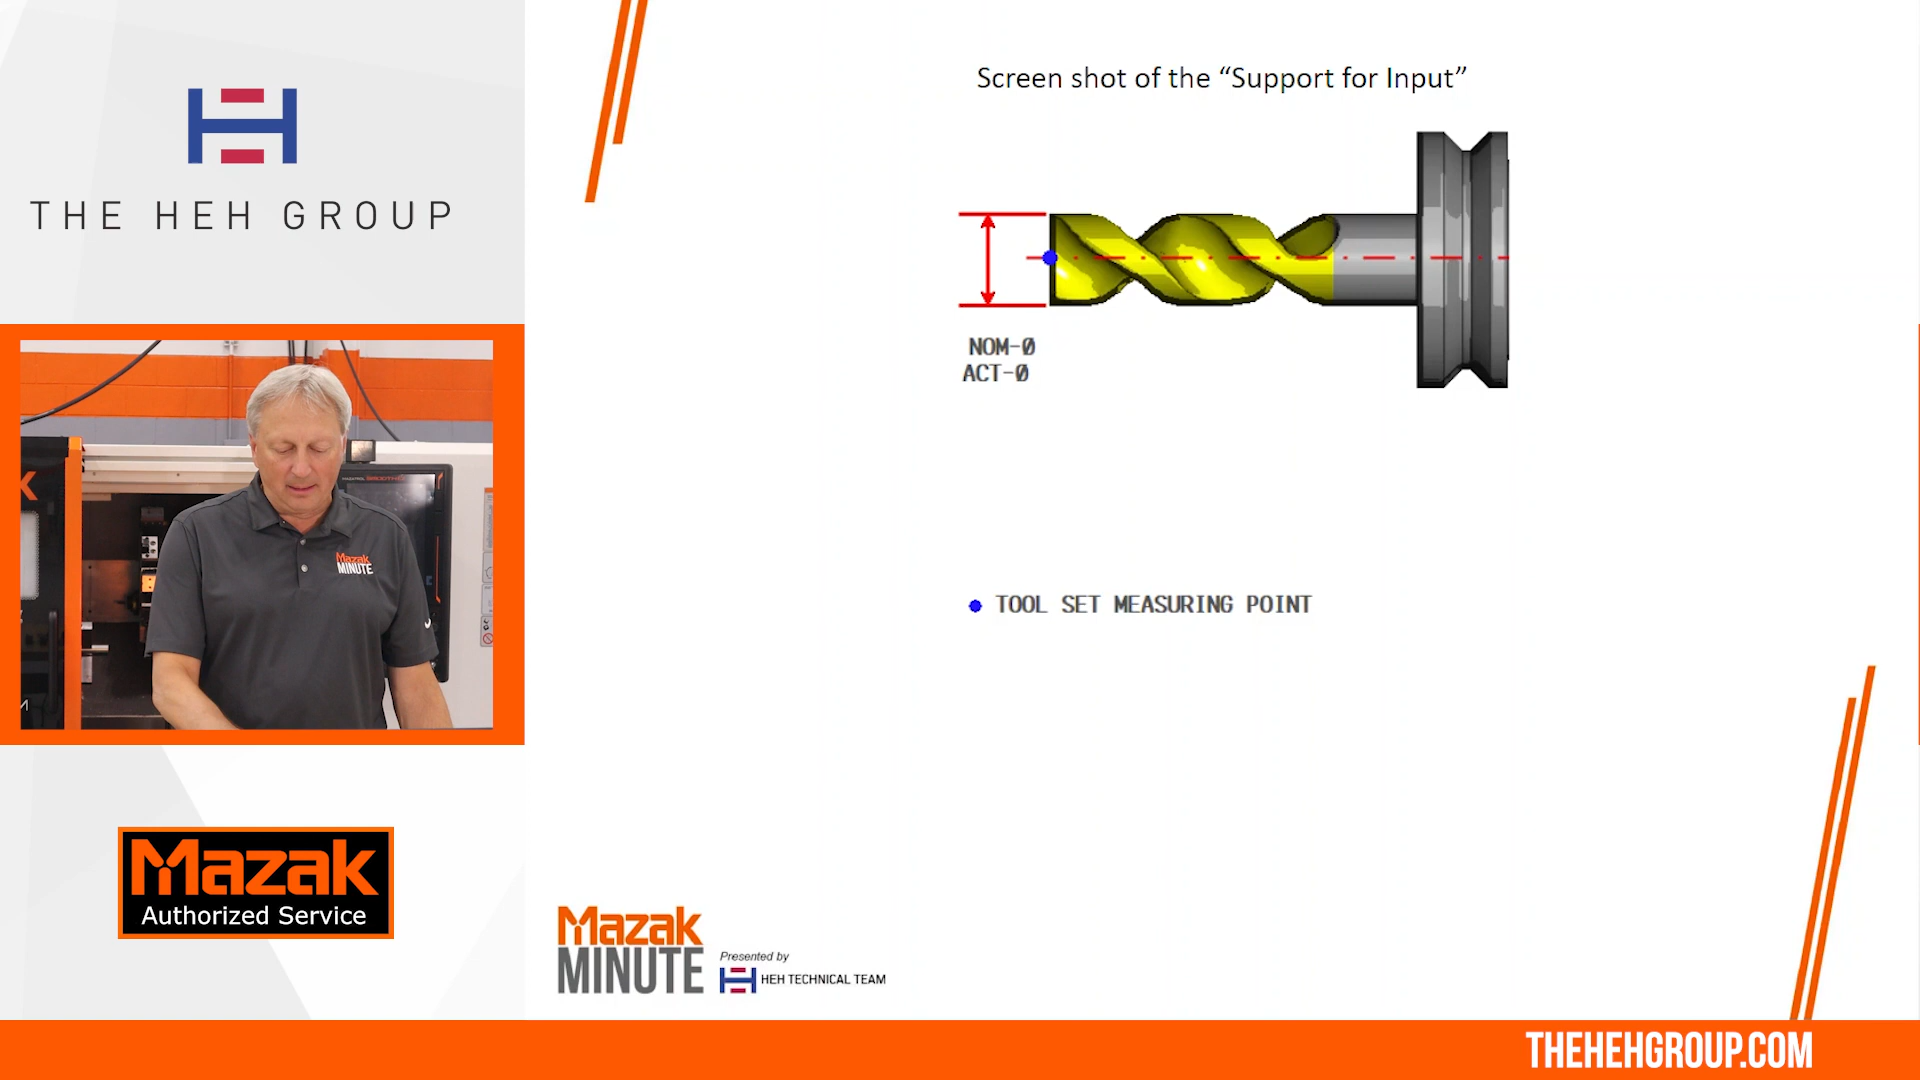 THE HEH GROUP
Mazak
MINUTE
Mazak
Authorized Service
Screen shot of the “Support for Input”
NOM-Ø
ACT-Ø
TOOL SET MEASURING POINT
Mazak
MINUTE
Presented by
HEH TECHNICAL TEAM
THEHEHGROUP.COM